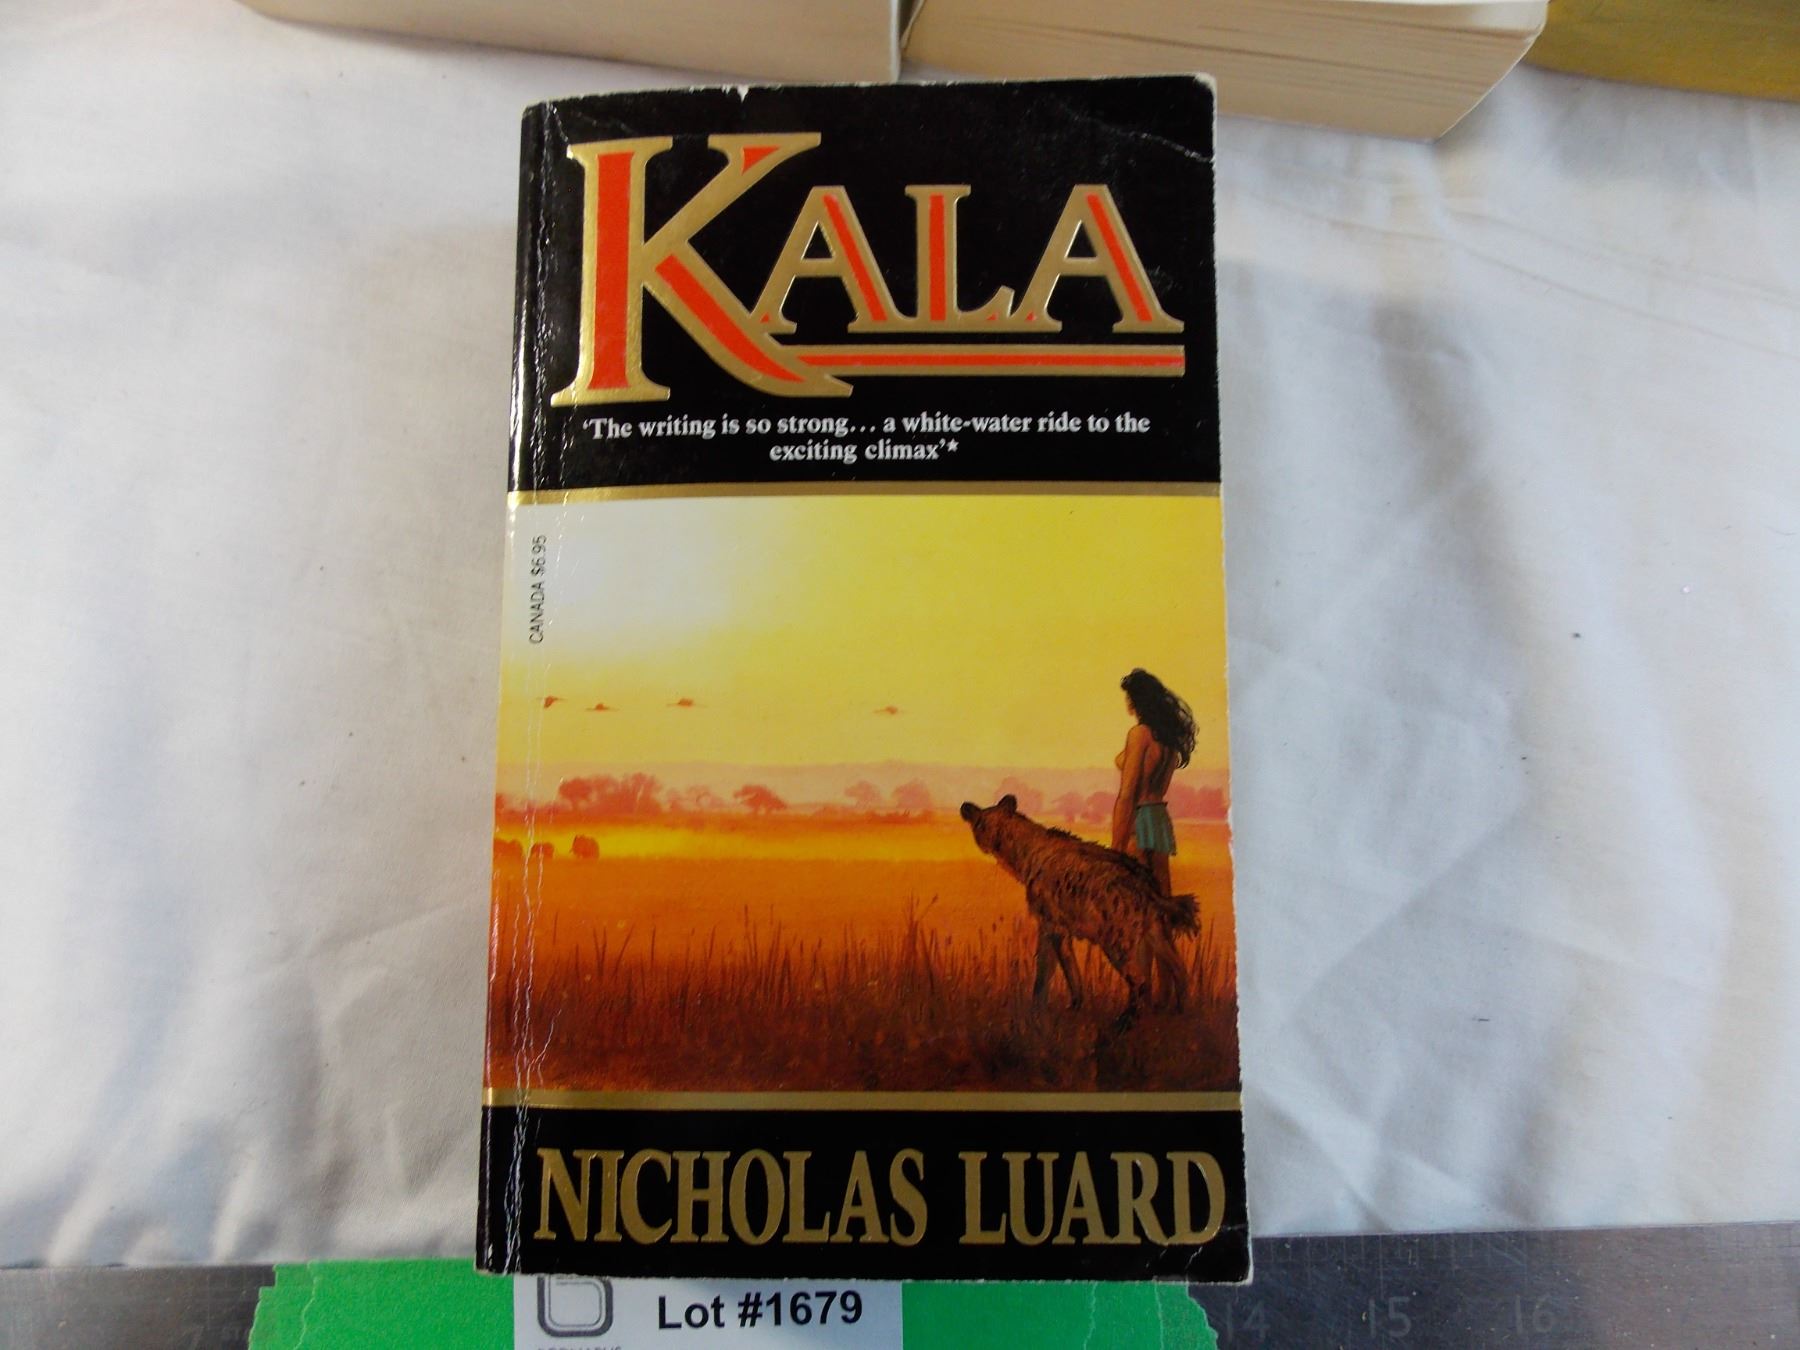 KALA
‘The writing is so strong... a white-water ride to the
exciting climax’*
CANADA $6.95
NICHOLAS LUARD
Lot #1679
14 15 16